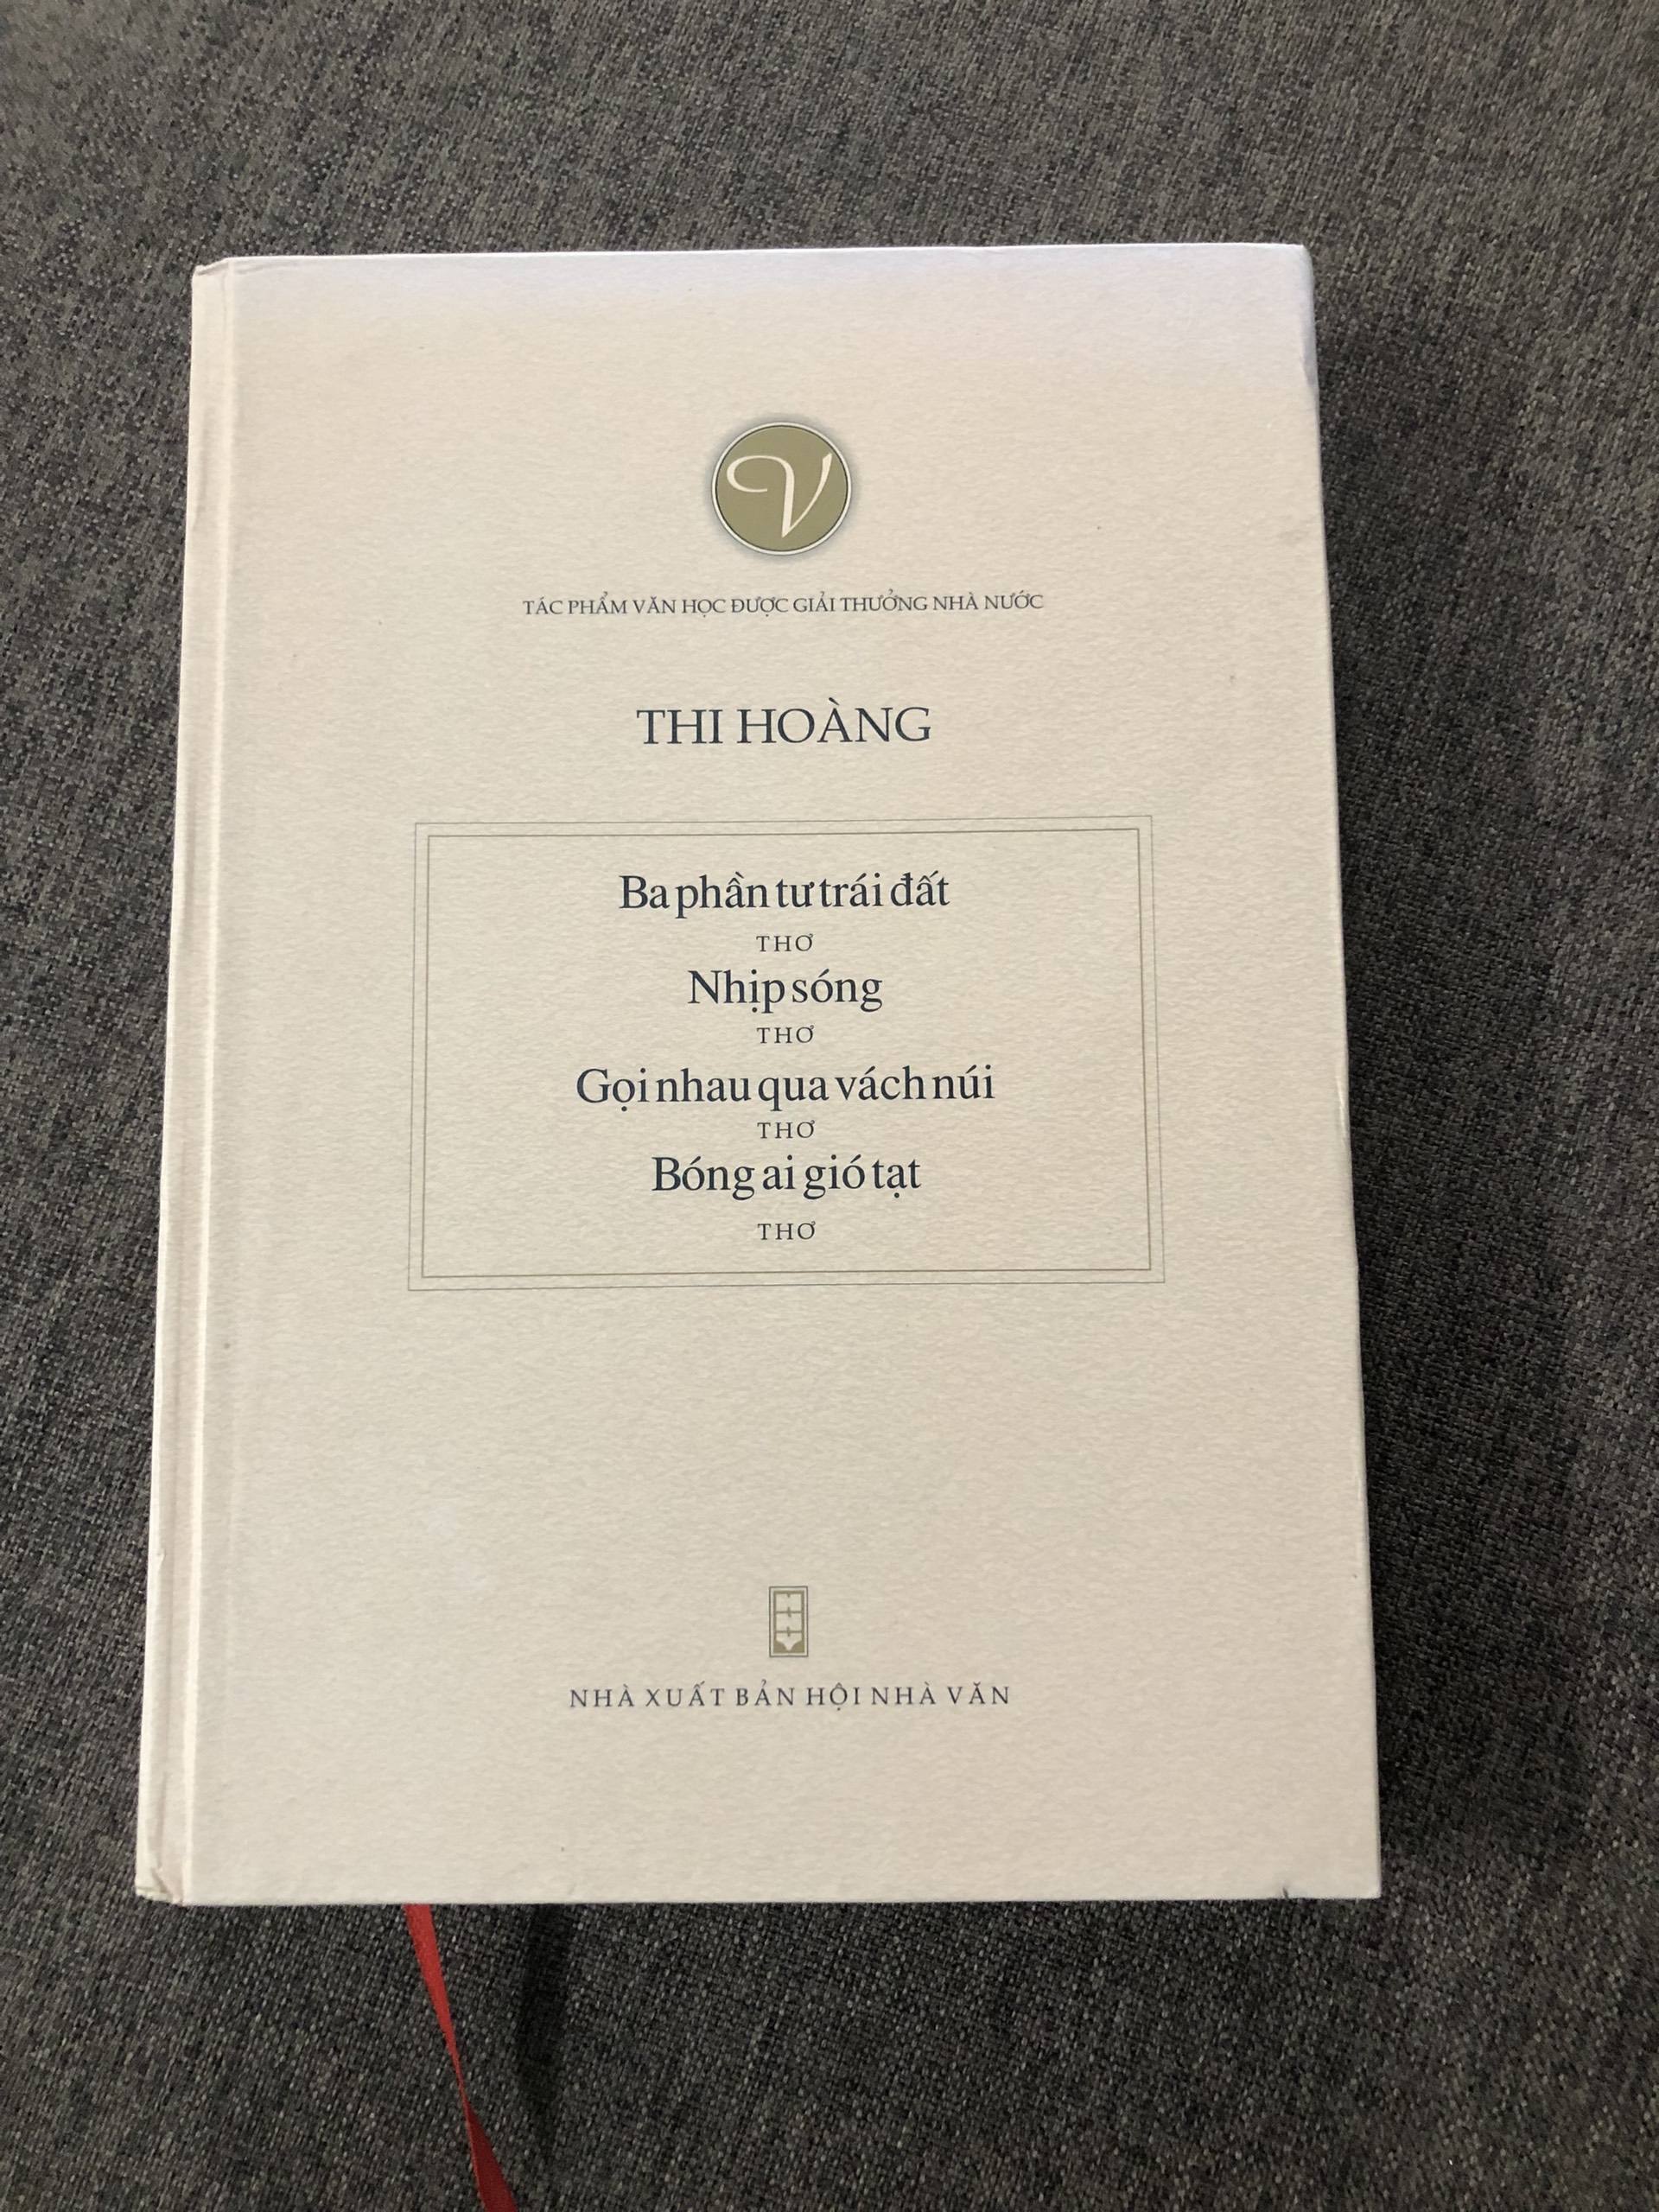 V
TÁC PHẨM VĂN HỌC ĐƯỢC GIẢI THƯỞNG NHÀ NƯỚC
THI HOÀNG
Ba phần tư trái đất
THƠ
Nhịp sóng
THƠ
Gọi nhau qua vách núi
THƠ
Bóng ai gió tạt
THƠ
NHÀ XUẤT BẢN HỘI NHÀ VĂN